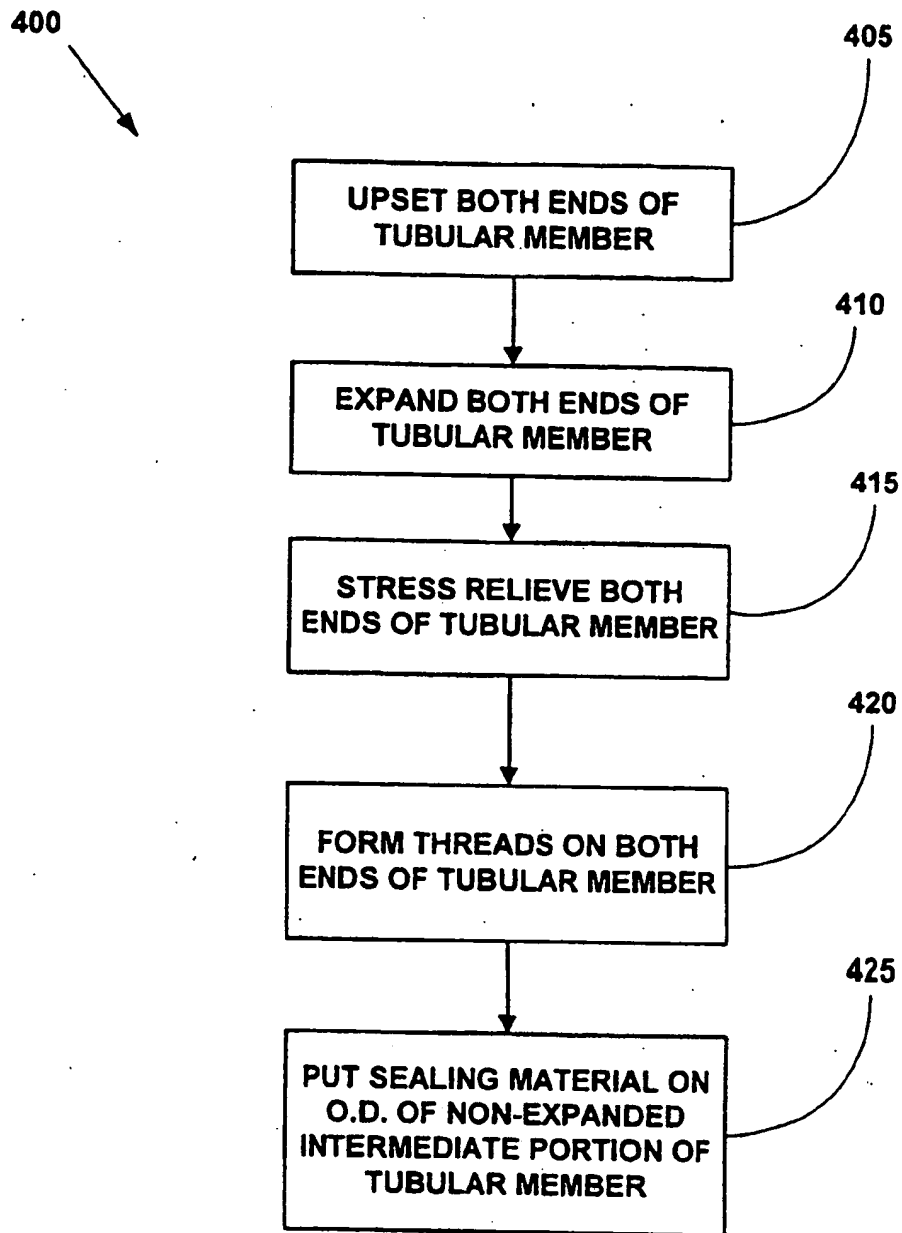 400
405
UPSET BOTH ENDS OF
TUBULAR MEMBER
410
EXPAND BOTH ENDS OF
TUBULAR MEMBER
415
STRESS RELIEVE BOTH
ENDS OF TUBULAR MEMBER
420
FORM THREADS ON BOTH
ENDS OF TUBULAR MEMBER
425
PUT SEALING MATERIAL ON
O.D. OF NON-EXPANDED
INTERMEDIATE PORTION OF
TUBULAR MEMBER